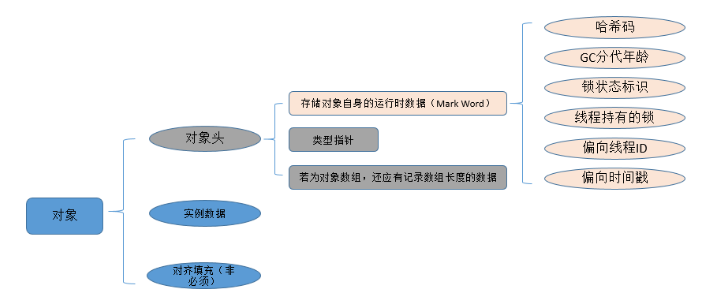 哈希码
GC分代年龄
锁状态标识
存储对象自身的运行时数据（Mark Word）
线程持有的锁
对象头
类型指针
偏向线程ID
若为对象数组，还应有记录数组长度的数据
偏向时间戳
对象
实例数据
对齐填充（非
必须）